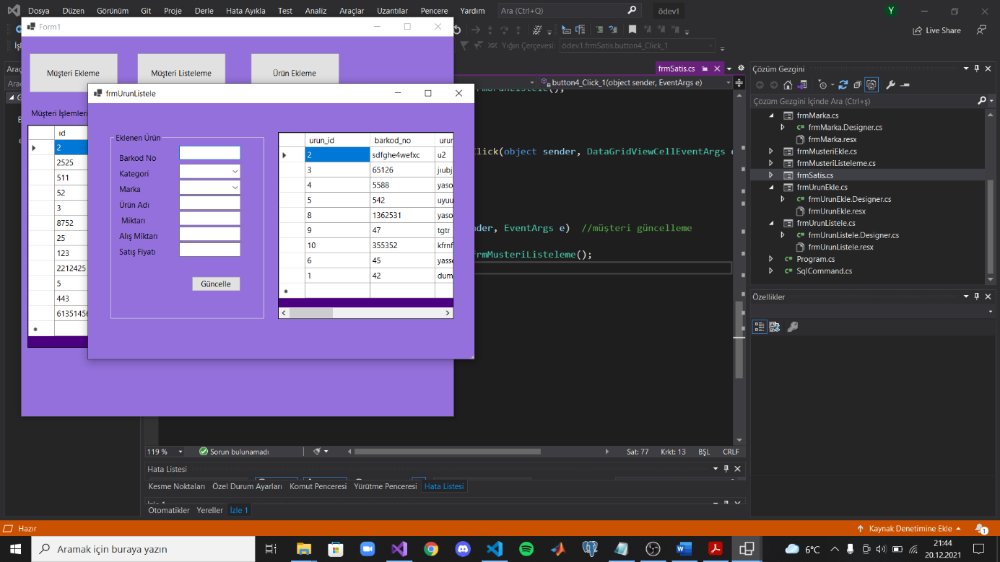 Dosya Düzen Görünüm Git Proje Derle Hata Ayıkla Test Analiz Araçlar Uzantılar Pencere Yardım Ara (Ctrl+Q) ödev1 Y
Form1
Live Share
Yığın Çerçevesi: ödev1.frmSatis.button4_Click_1
Müşteri Ekleme Müşteri Listeleme Ürün Ekleme
frmSatis.cs
button4_Click_1(object sender, EventArgs e)
Müşteri İşlemleri
id
2
2525
511
52
3
8752
25
123
2212425
5
443
frmUrunListele
Eklenen Ürün
Barkod No
Kategori
Marka
Ürün Adı
Miktarı
Alış Miktarı
Satış Fiyatı
Güncelle
urun_id barkod_no urun
2 sdfghe4wefxc u2
3 65126 jiubj
4 5588 yaso
5 542 uyuu
8 1362531 yaso
9 47 tgtr
10 355352 kfrnf
6 45 yasso
1 42 dum
Click(object sender, DataGridViewCellEventArgs e
nder, EventArgs e) //müşteri güncelleme
frmMusteriListeleme();
119 % Sorun bulunamadı Sat: 77 Krkt: 13 BŞL CRLF
Hata Listesi
Kesme Noktaları Özel Durum Ayarları Komut Penceresi Yürütme Penceresi Hata Listesi
Otomatikler Yereller İzle 1
Çözüm Gezgini
Çözüm Gezgini İçinde Ara (Ctrl+ş)
frmMarka.cs
frmMarka.Designer.cs
frmMarka.resx
frmMusteriEkle.cs
frmMusteriListeleme.cs
frmSatis.cs
frmUrunEkle.cs
frmUrunEkle.Designer.cs
frmUrunEkle.resx
frmUrunListele.cs
frmUrunListele.Designer.cs
frmUrunListele.resx
Program.cs
SqlCommand.cs
Özellikler
Hazır
Kaynak Denetimine Ekle
1
Aramak için buraya yazın
6°C
21:44
20.12.2021